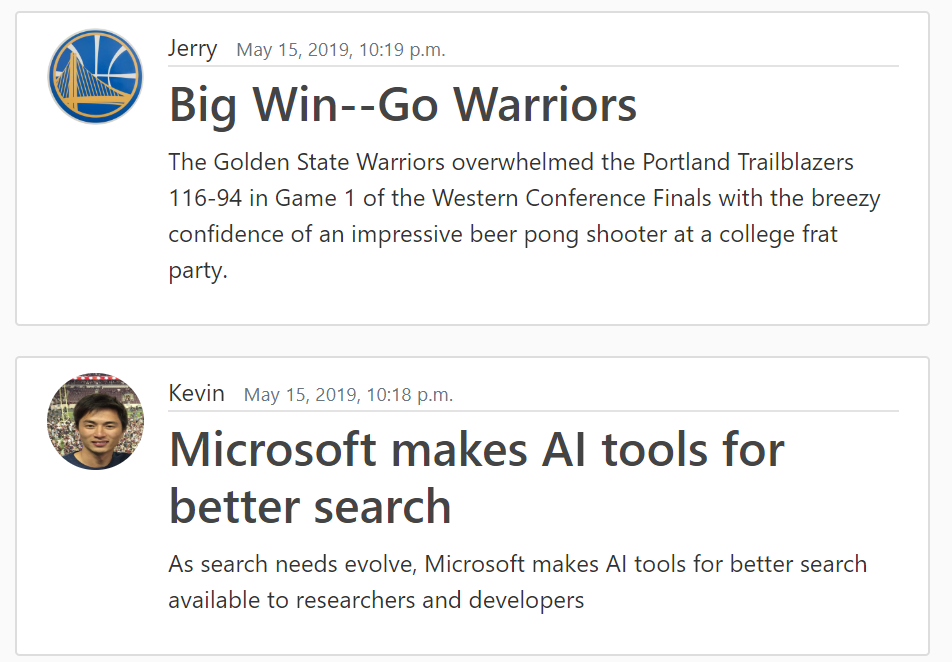 Jerry May 15, 2019, 10:19 p.m.
Big Win--Go Warriors
The Golden State Warriors overwhelmed the Portland Trailblazers
116-94 in Game 1 of the Western Conference Finals with the breezy
confidence of an impressive beer pong shooter at a college frat
party.
Kevin May 15, 2019, 10:18 p.m.
Microsoft makes AI tools for
better search
As search needs evolve, Microsoft makes AI tools for better search
available to researchers and developers